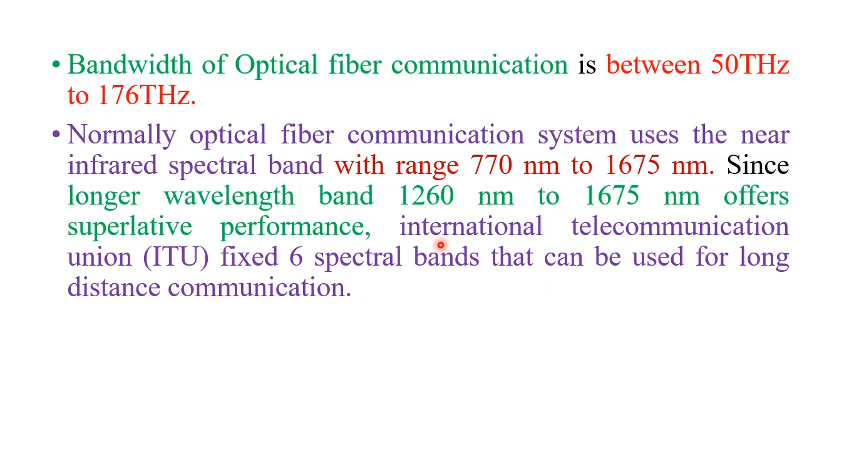 • Bandwidth of Optical fiber communication is between 50THz
to 176THz.
• Normally optical fiber communication system uses the near
infrared spectral band with range 770 nm to 1675 nm. Since
longer wavelength band 1260 nm to 1675 nm offers
superlative performance, international telecommunication
union (ITU) fixed 6 spectral bands that can be used for long
distance communication.